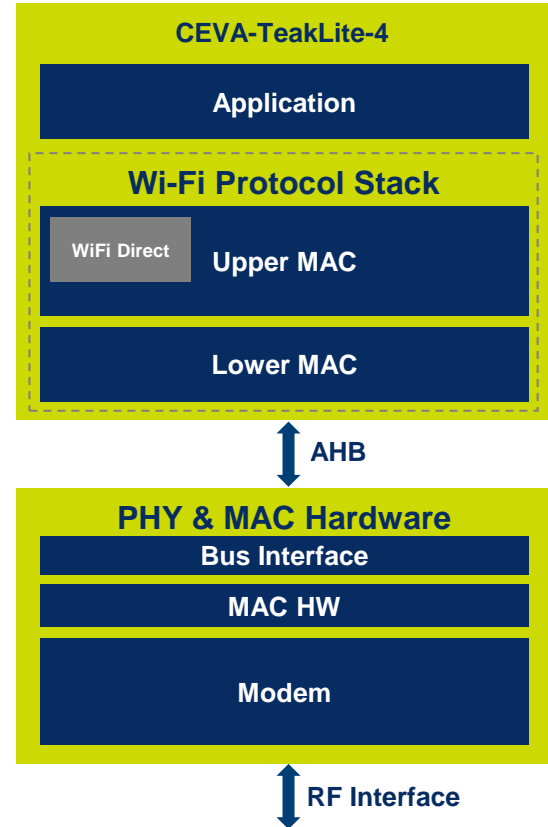 CEVA-TeakLite-4
Application
Wi-Fi Protocol Stack
WiFi Direct
Upper MAC
Lower MAC
AHB
PHY & MAC Hardware
Bus Interface
MAC HW
Modem
RF Interface